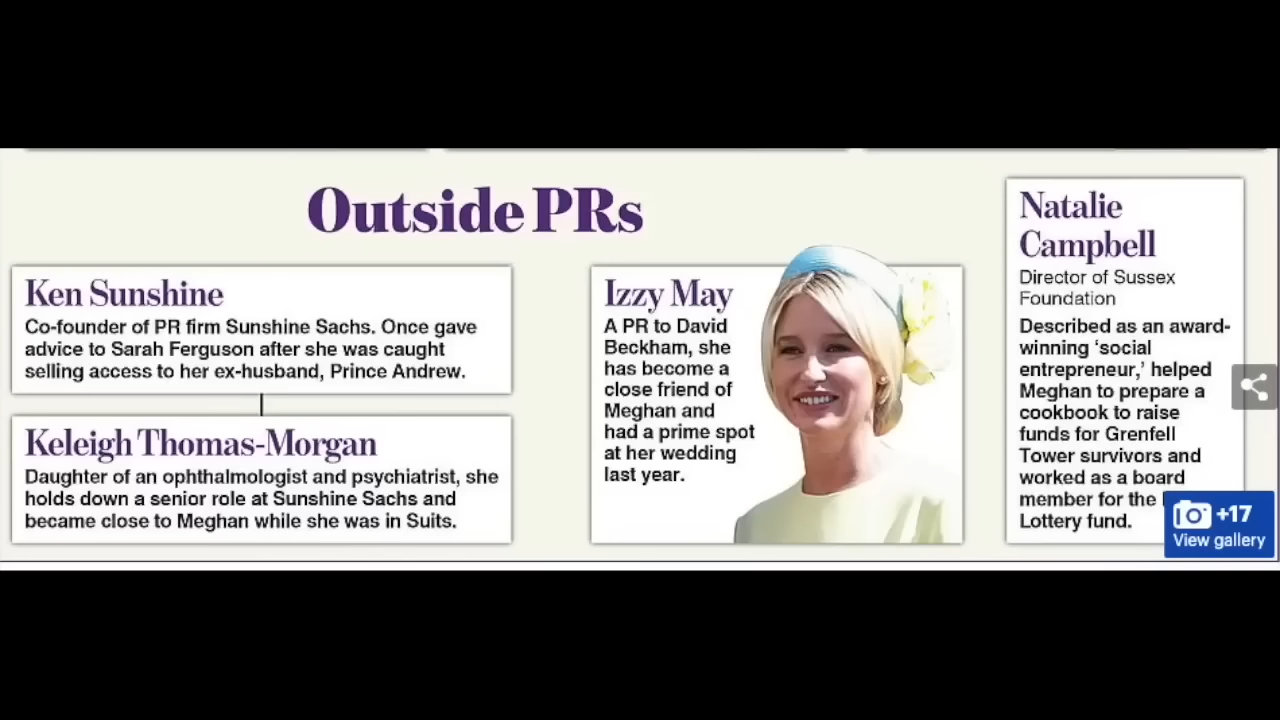 Outside PRs
Ken Sunshine
Co-founder of PR firm Sunshine Sachs. Once gave
advice to Sarah Ferguson after she was caught
selling access to her ex-husband, Prince Andrew.
Keleigh Thomas-Morgan
Daughter of an ophthalmologist and psychiatrist, she
holds down a senior role at Sunshine Sachs and
became close to Meghan while she was in Suits.
Izzy May
A PR to David
Beckham, she
has become a
close friend of
Meghan and
had a prime spot
at her wedding
last year.
Natalie
Campbell
Director of Sussex
Foundation
Described as an award-
winning ‘social
entrepreneur,’ helped
Meghan to prepare a
cookbook to raise
funds for Grenfell
Tower survivors and
worked as a board
member for the
Lottery fund.
+17
View gallery